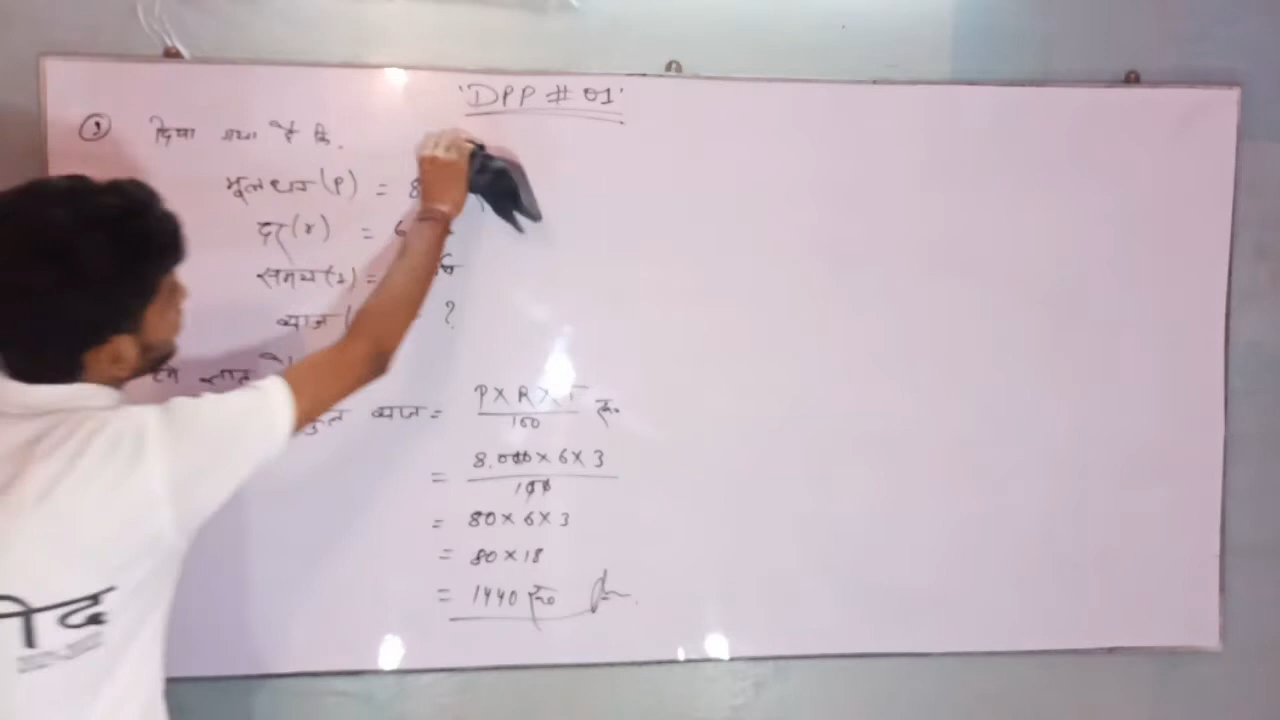 'DPP # 01'
① दिया गया है कि.
मूलधन (P) = 8
दर (r) = 6
समय (t) =
ब्याज ( ?
कुल ब्याज = P X R X T / 100 रू०
= 8.000 × 6 × 3 / 100
= 80 × 6 × 3
= 80 × 18
= 1440 रू०